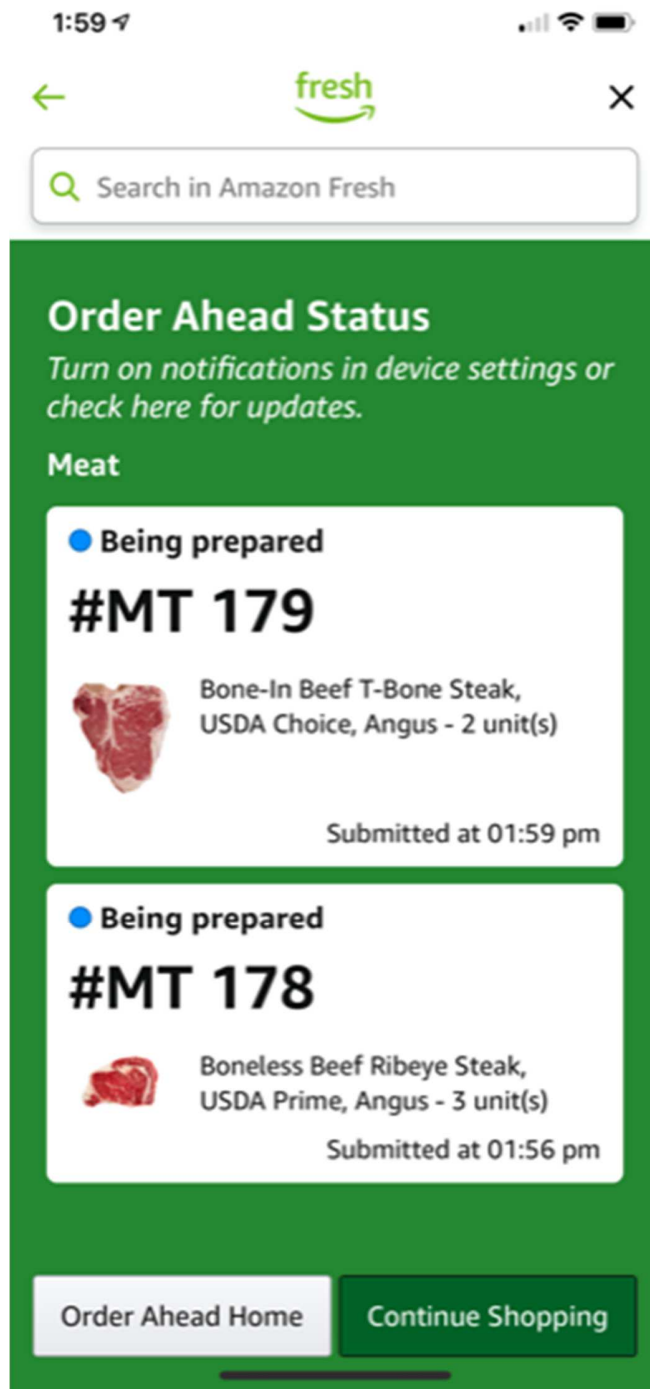 1:59
fresh
Search in Amazon Fresh
Order Ahead Status
Turn on notifications in device settings or
check here for updates.
Meat
Being prepared
#MT 179
Bone-In Beef T-Bone Steak,
USDA Choice, Angus - 2 unit(s)
Submitted at 01:59 pm
Being prepared
#MT 178
Boneless Beef Ribeye Steak,
USDA Prime, Angus - 3 unit(s)
Submitted at 01:56 pm
Order Ahead Home
Continue Shopping